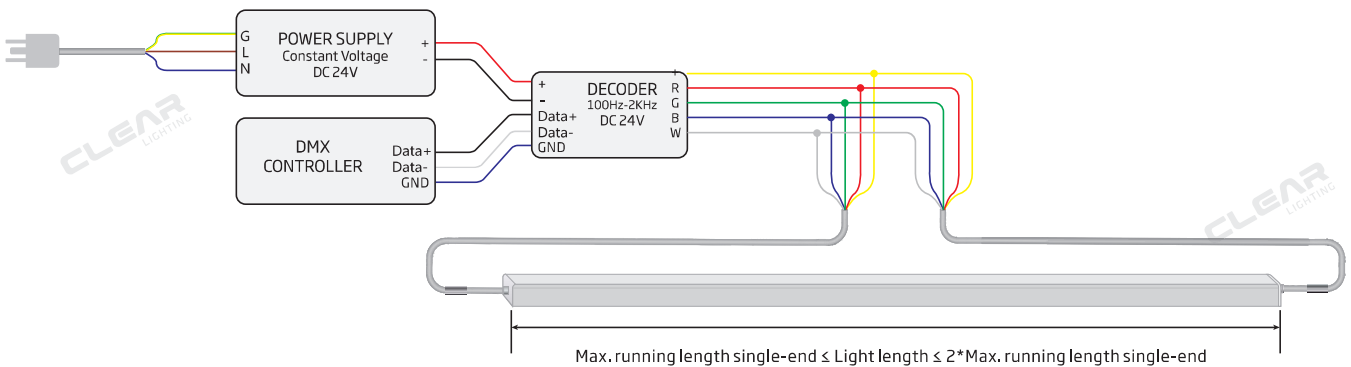 G
L
N
POWER SUPPLY
Constant Voltage
DC 24V
+
-
DMX
CONTROLLER
Data+
Data-
GND
+
-
Data+
Data-
GND
DECODER
100Hz-2KHz
DC 24V
+
R
G
B
W
CLEAR
LIGHTING
CLEAR
LIGHTING
Max. running length single-end ≤ Light length ≤ 2*Max. running length single-end